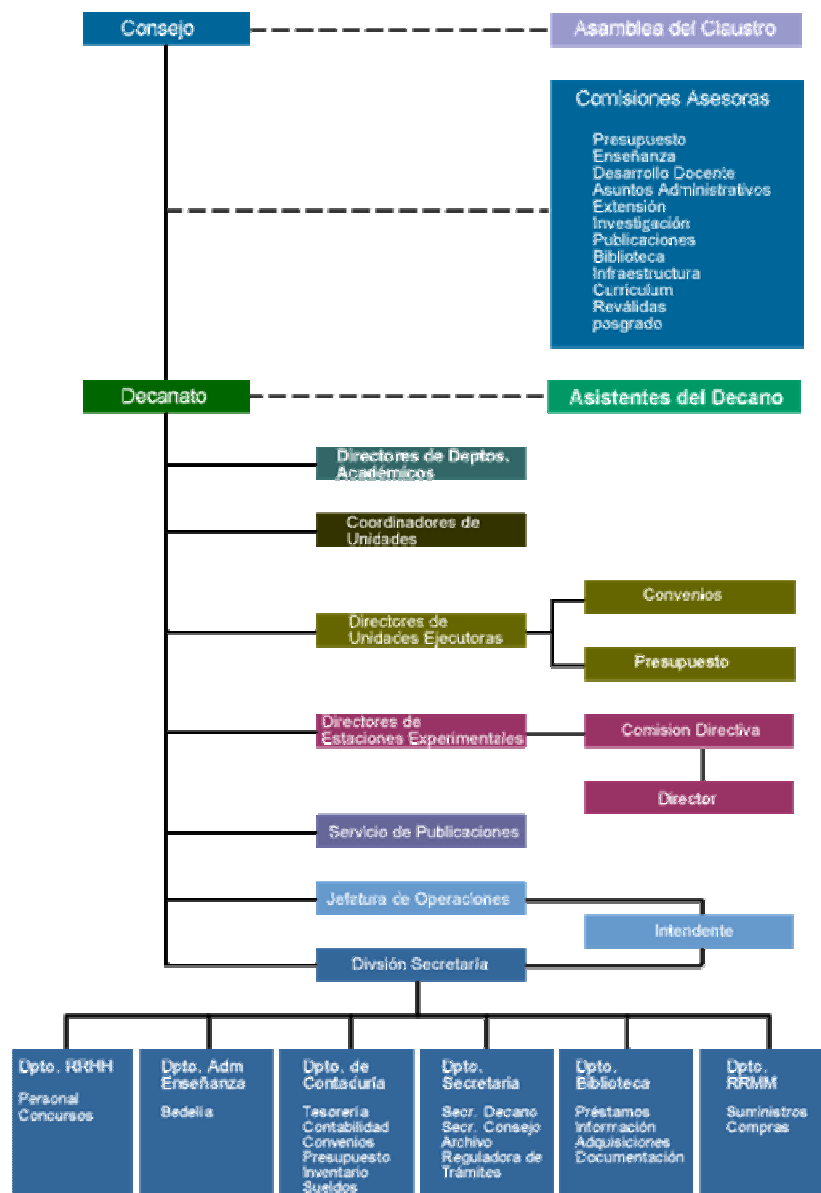 Consejo
Asamblea del Claustro
Comisiones Asesoras
Presupuesto
Enseñanza
Desarrollo Docente
Asuntos Administrativos
Extensión
Investigación
Publicaciones
Biblioteca
Infraestructura
Curriculum
Reválidas
posgrado
Decanato
Asistentes del Decano
Directores de Deptos.
Académicos
Coordinadores de
Unidades
Directores de
Unidades Ejecutoras
Convenios
Presupuesto
Directores de
Estaciones Experimentales
Comision Directiva
Director
Servicio de Publicaciones
Jefatura de Operaciones
Intendente
Divsión Secretaría
Dpto. RRHH
Personal
Concursos
Dpto. Adm
Enseñanza
Bedelia
Dpto. de
Contaduría
Tesorería
Contabilidad
Convenios
Presupuesto
Inventario
Sueldos
Dpto.
Secretaria
Secr. Decano
Secr. Consejo
Archivo
Reguladora de
Trámites
Dpto.
Biblioteca
Préstamos
Información
Adquisiciones
Documentación
Dpto.
RRMM
Suministros
Compras